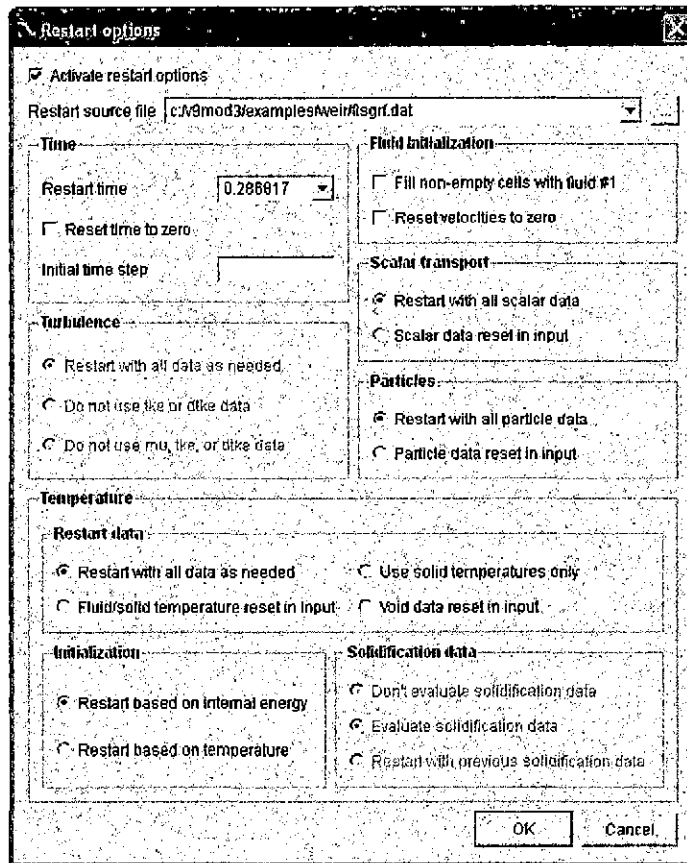 Restart options
Activate restart options
Restart source file c:/v9mod3/examples/weir/flsgrf.dat ...
Time
Restart time 0.286917
Reset time to zero
Initial time step
Turbulence
Restart with all data as needed
Do not use tke or dtke data
Do not use mu, tke, or dtke data
Fluid Initialization
Fill non-empty cells with fluid #1
Reset velocities to zero
Scalar transport
Restart with all scalar data
Scalar data reset in input
Particles
Restart with all particle data
Particle data reset in input
Temperature
Restart data
Restart with all data as needed
Use solid temperatures only
Fluid/solid temperature reset in input
Void data reset in input
Initialization
Restart based on internal energy
Restart based on temperature
Solidification data
Don't evaluate solidification data
Evaluate solidification data
Restart with previous solidification data
OK
Cancel